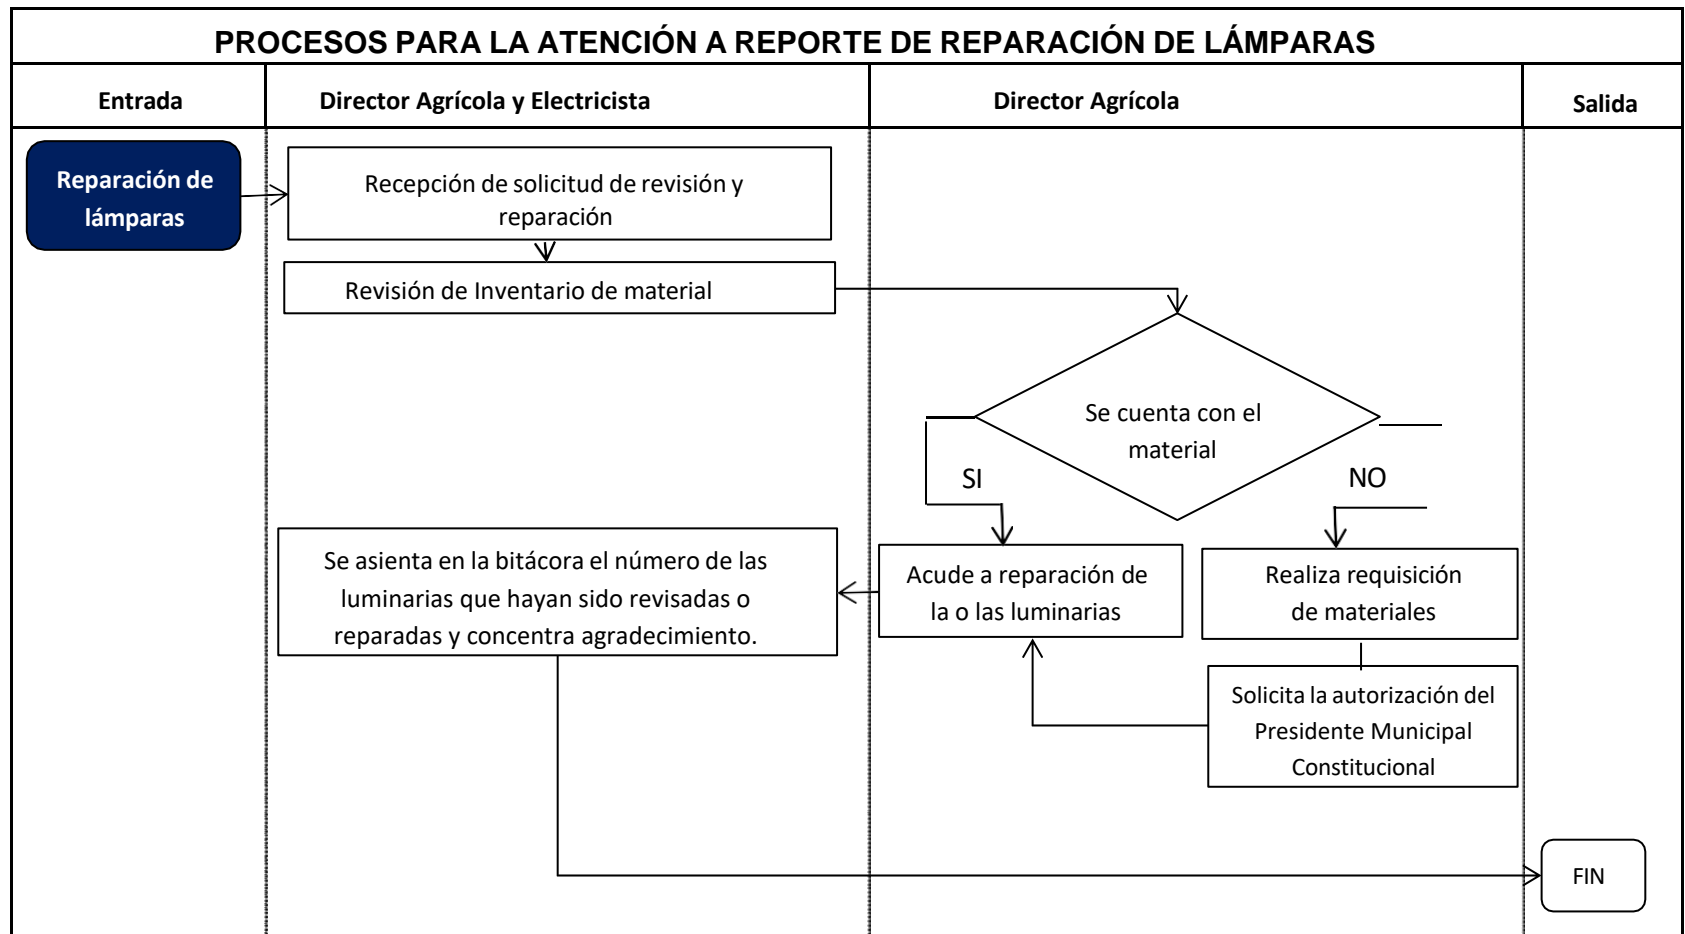 PROCESOS PARA LA ATENCIÓN A REPORTE DE REPARACIÓN DE LÁMPARAS
Entrada
Director Agrícola y Electricista
Director Agrícola
Salida
Reparación de
lámparas
Recepción de solicitud de revisión y
reparación
Revisión de Inventario de material
Se cuenta con el
material
SI
NO
Se asienta en la bitácora el número de las
luminarias que hayan sido revisadas o
reparadas y concentra agradecimiento.
Acude a reparación de
la o las luminarias
Realiza requisición
de materiales
Solicita la autorización del
Presidente Municipal
Constitucional
FIN